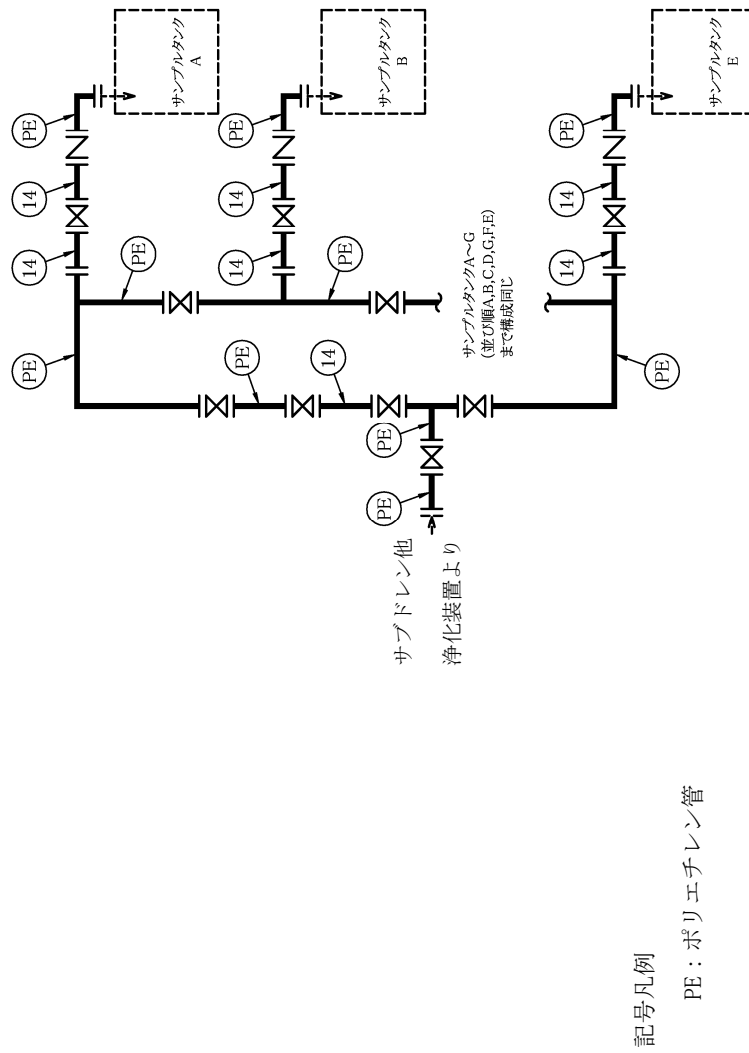 PE
14
14
PE
PE
サンプルタンク
A
PE
14
14
PE
14
PE
PE
PE
サンプルタンク
B
サブドレン他
浄化装置より
サンプルタンクA～G
(並び順A,B,C,D,G,F,E)
まで構成同じ
14
14
PE
PE
サンプルタンク
E
記号凡例
PE：ポリエチレン管